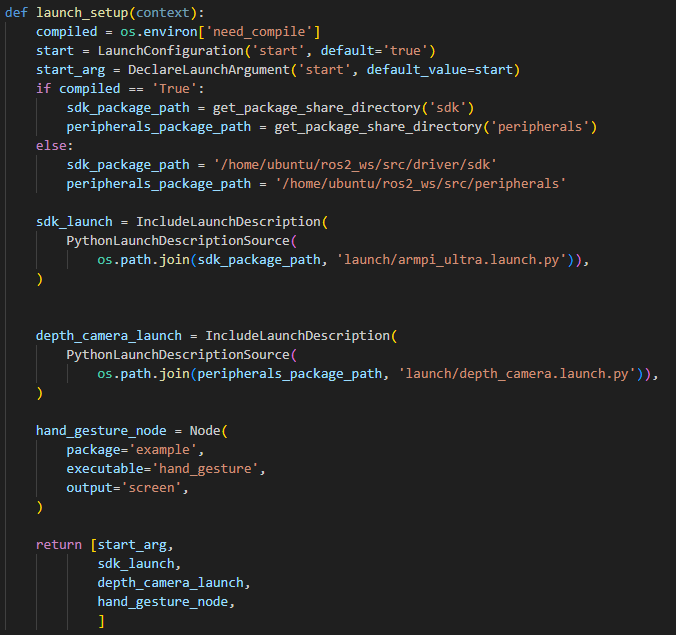 def launch_setup(context):
    compiled = os.environ['need_compile']
    start = LaunchConfiguration('start', default='true')
    start_arg = DeclareLaunchArgument('start', default_value=start)
    if compiled == 'True':
        sdk_package_path = get_package_share_directory('sdk')
        peripherals_package_path = get_package_share_directory('peripherals')
    else:
        sdk_package_path = '/home/ubuntu/ros2_ws/src/driver/sdk'
        peripherals_package_path = '/home/ubuntu/ros2_ws/src/peripherals'

    sdk_launch = IncludeLaunchDescription(
        PythonLaunchDescriptionSource(
            os.path.join(sdk_package_path, 'launch/armpi_ultra.launch.py')),
    )


    depth_camera_launch = IncludeLaunchDescription(
        PythonLaunchDescriptionSource(
            os.path.join(peripherals_package_path, 'launch/depth_camera.launch.py')),
    )

    hand_gesture_node = Node(
        package='example',
        executable='hand_gesture',
        output='screen',
    )

    return [start_arg,
            sdk_launch,
            depth_camera_launch,
            hand_gesture_node,
            ]